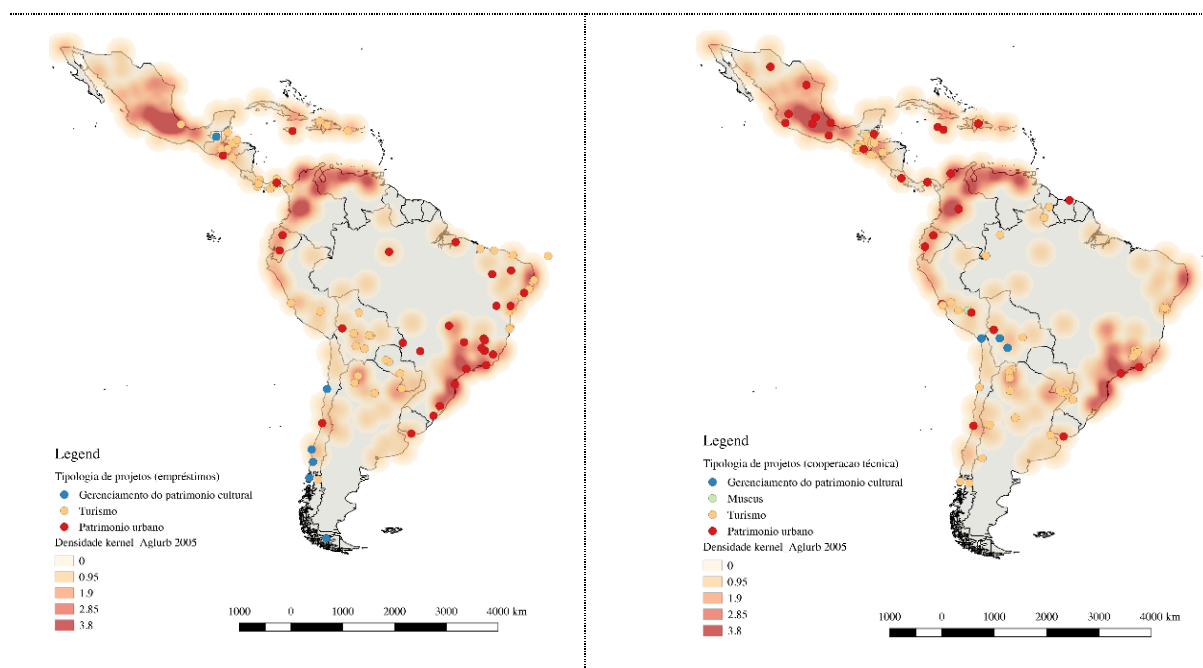 Legend
Tipologia de projetos (empréstimos)
Gerenciamento do patrimonio cultural
Turismo
Patrimonio urbano
Densidade kernel Aglurb 2005
0
0.95
1.9
2.85
3.8
1000 0 1000 2000 3000 4000 km
Legend
Tipologia de projetos (cooperacao técnica)
Gerenciamento do patrimonio cultural
Museus
Turismo
Patrimonio urbano
Densidade kernel Aglurb 2005
0
0.95
1.9
2.85
3.8
1000 0 1000 2000 3000 4000 km